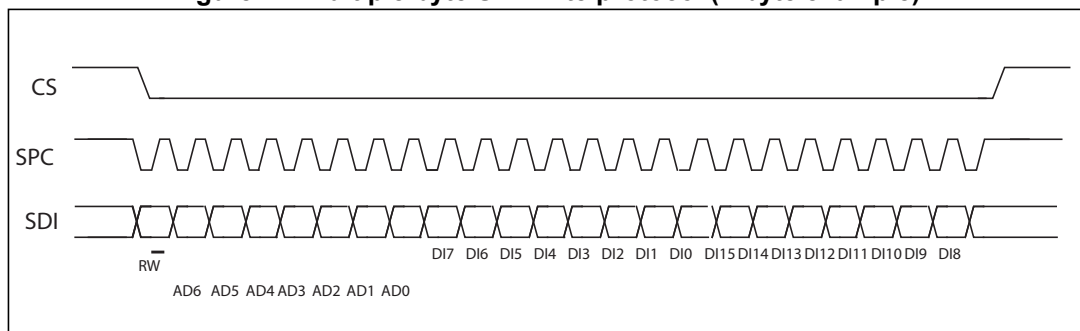 CS
SPC
SDI
DI7 DI6 DI5 DI4 DI3 DI2 DI1 DI0 DI15 DI14 DI13 DI12 DI11 DI10 DI9 DI8
RW
AD6 AD5 AD4 AD3 AD2 AD1 AD0